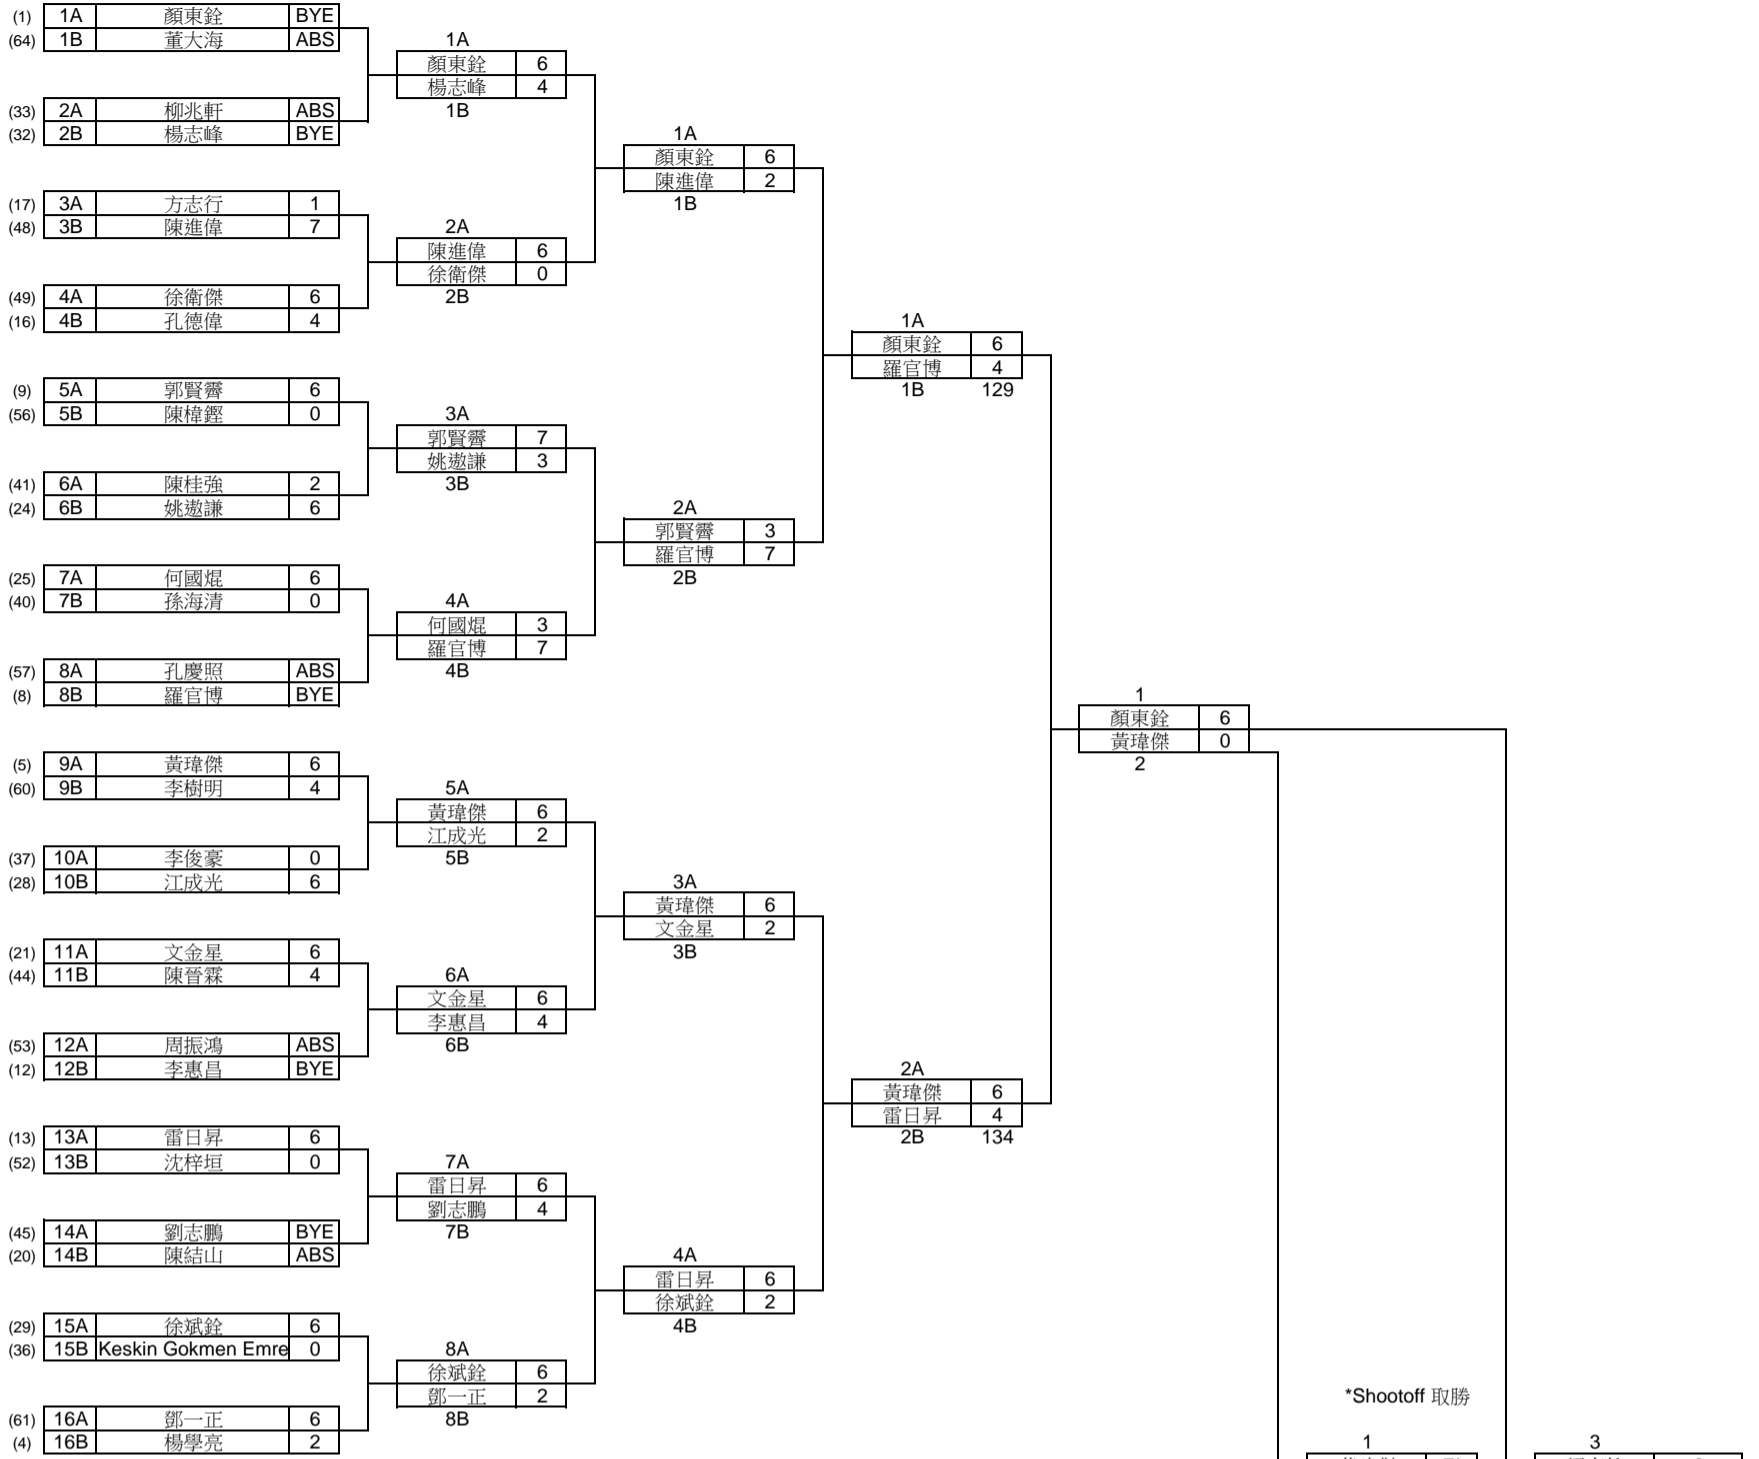 (1) 1A 顏東銓 BYE
(64) 1B 董大海 ABS
(33) 2A 柳兆軒 ABS
(32) 2B 楊志峰 BYE
(17) 3A 方志行 1
(48) 3B 陳進偉 7
(49) 4A 徐衛傑 6
(16) 4B 孔德偉 4
(9) 5A 郭賢霽 6
(56) 5B 陳椲鏗 0
(41) 6A 陳桂強 2
(24) 6B 姚遨謙 6
(25) 7A 何國焜 6
(40) 7B 孫海清 0
(57) 8A 孔慶照 ABS
(8) 8B 羅官博 BYE
(5) 9A 黃瑋傑 6
(60) 9B 李樹明 4
(37) 10A 李俊豪 0
(28) 10B 江成光 6
(21) 11A 文金星 6
(44) 11B 陳晉霖 4
(53) 12A 周振鴻 ABS
(12) 12B 李惠昌 BYE
(13) 13A 雷日昇 6
(52) 13B 沈梓垣 0
(45) 14A 劉志鵬 BYE
(20) 14B 陳結山 ABS
(29) 15A 徐斌銓 6
(36) 15B Keskin Gokmen Emre 0
(61) 16A 鄧一正 6
(4) 16B 楊學亮 2
1A
顏東銓 6
楊志峰 4
1B
2A
陳進偉 6
徐衛傑 0
2B
3A
郭賢霽 7
姚遨謙 3
3B
4A
何國焜 3
羅官博 7
4B
5A
黃瑋傑 6
江成光 2
5B
6A
文金星 6
李惠昌 4
6B
7A
雷日昇 6
劉志鵬 4
7B
8A
徐斌銓 6
鄧一正 2
8B
1A
顏東銓 6
陳進偉 2
1B
2A
郭賢霽 3
羅官博 7
2B
3A
黃瑋傑 6
文金星 2
3B
4A
雷日昇 6
徐斌銓 2
4B
1A
顏東銓 6
羅官博 4
1B 129
2A
黃瑋傑 6
雷日昇 4
2B 134
1
顏東銓 6
黃瑋傑 0
2
*Shootoff 取勝
1
3